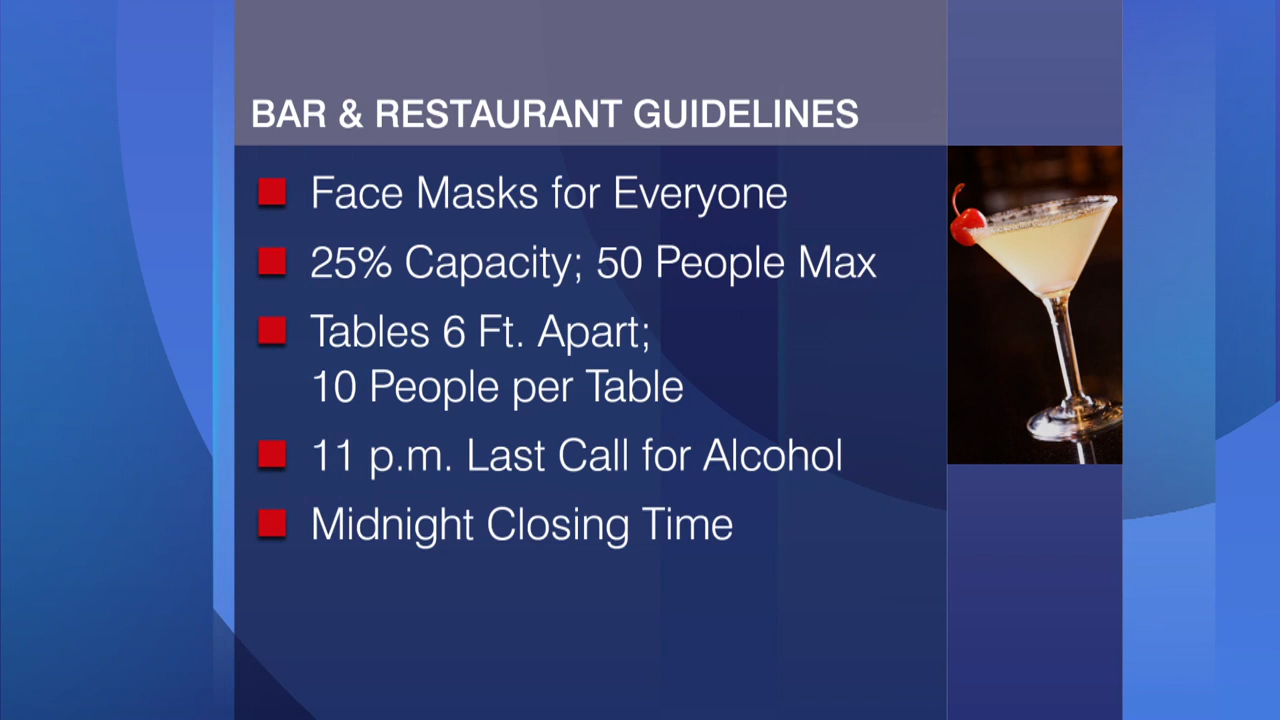 BAR & RESTAURANT GUIDELINES
Face Masks for Everyone
25% Capacity; 50 People Max
Tables 6 Ft. Apart;
10 People per Table
11 p.m. Last Call for Alcohol
Midnight Closing Time